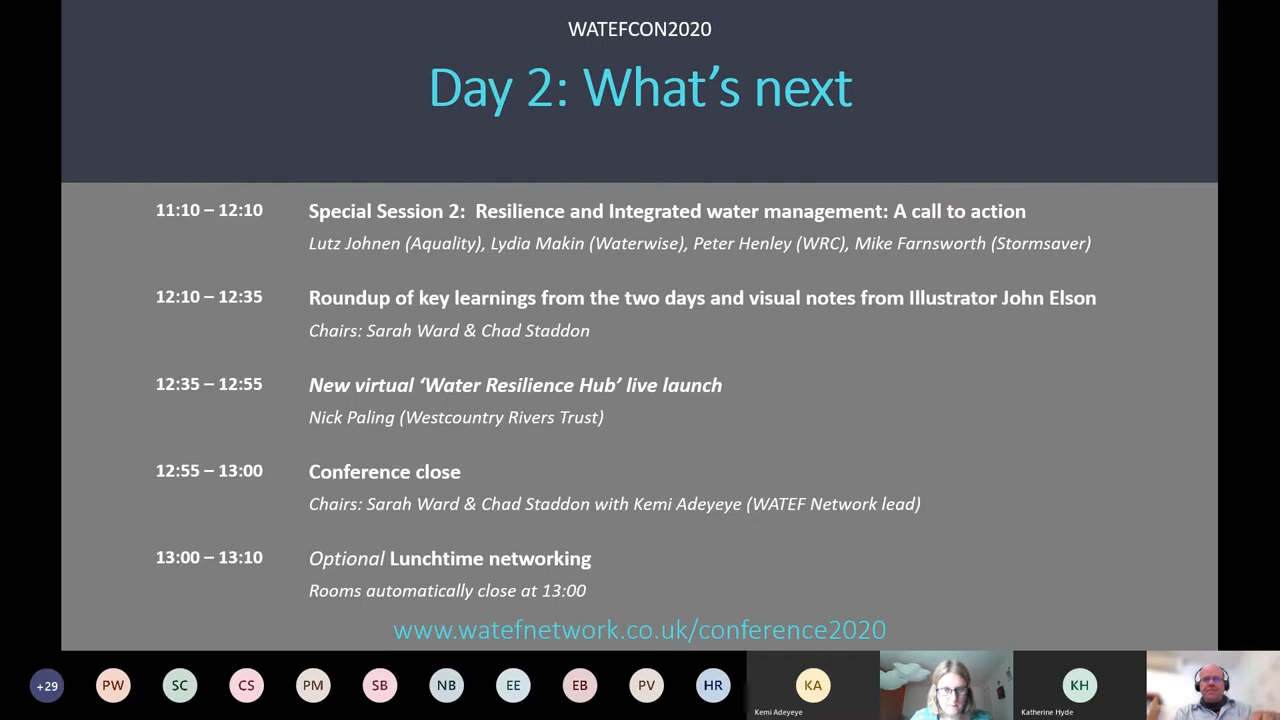 WATEFCON2020
Day 2: What’s next
11:10 – 12:10 Special Session 2: Resilience and Integrated water management: A call to action
Lutz Johnen (Aquality), Lydia Makin (Waterwise), Peter Henley (WRC), Mike Farnsworth (Stormsaver)
12:10 – 12:35 Roundup of key learnings from the two days and visual notes from Illustrator John Elson
Chairs: Sarah Ward & Chad Staddon
12:35 – 12:55 New virtual ‘Water Resilience Hub’ live launch
Nick Paling (Westcountry Rivers Trust)
12:55 – 13:00 Conference close
Chairs: Sarah Ward & Chad Staddon with Kemi Adeyeye (WATEF Network lead)
13:00 – 13:10 Optional Lunchtime networking
Rooms automatically close at 13:00
www.watefnetwork.co.uk/conference2020
+29 PW SC CS PM SB NB EE EB PV HR KA KH
Kemi Adeyeye Katherine Hyde